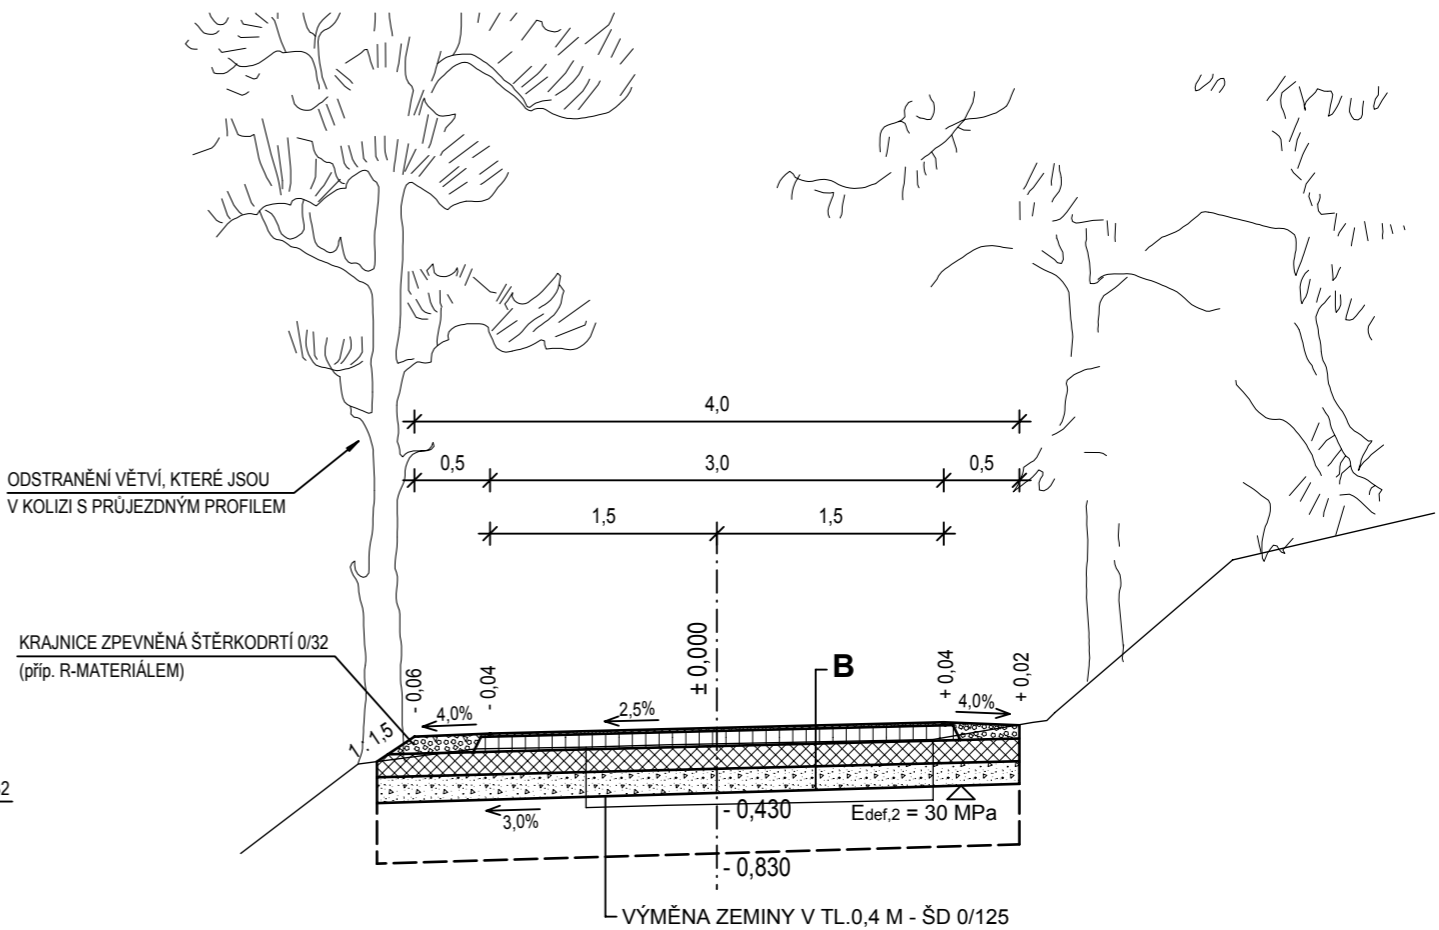 4,0
0,5
3,0
0,5
ODSTRANĚNÍ VĚTVÍ, KTERÉ JSOU
V KOLIZI S PRŮJEZDNÝM PROFILEM
1,5
1,5
KRAJNICE ZPEVNĚNÁ ŠTĚRKODRTÍ 0/32
(příp. R-MATERIÁLEM)
- 0,06
- 0,04
± 0,000
B
+ 0,04
+ 0,02
4,0%
2,5%
4,0%
1 : 1,5
2
3,0%
- 0,430
Edef,2 = 30 MPa
- 0,830
VÝMĚNA ZEMINY V TL.0,4 M - ŠD 0/125